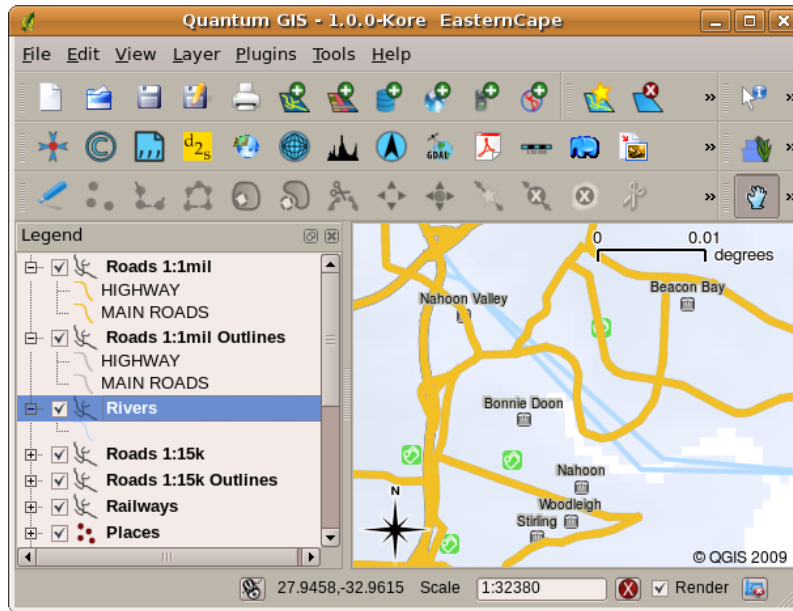 Quantum GIS - 1.0.0-Kore EasternCape
File Edit View Layer Plugins Tools Help
d2s
GDAL
Legend
Roads 1:1mil
HIGHWAY
MAIN ROADS
Roads 1:1mil Outlines
HIGHWAY
MAIN ROADS
Rivers
Roads 1:15k
Roads 1:15k Outlines
Railways
Places
0 0.01
degrees
Beacon Bay
Nahoon Valley
Bonnie Doon
Nahoon
Woodleigh
Stirling
N
© QGIS 2009
27.9458,-32.9615 Scale 1:32380 Render